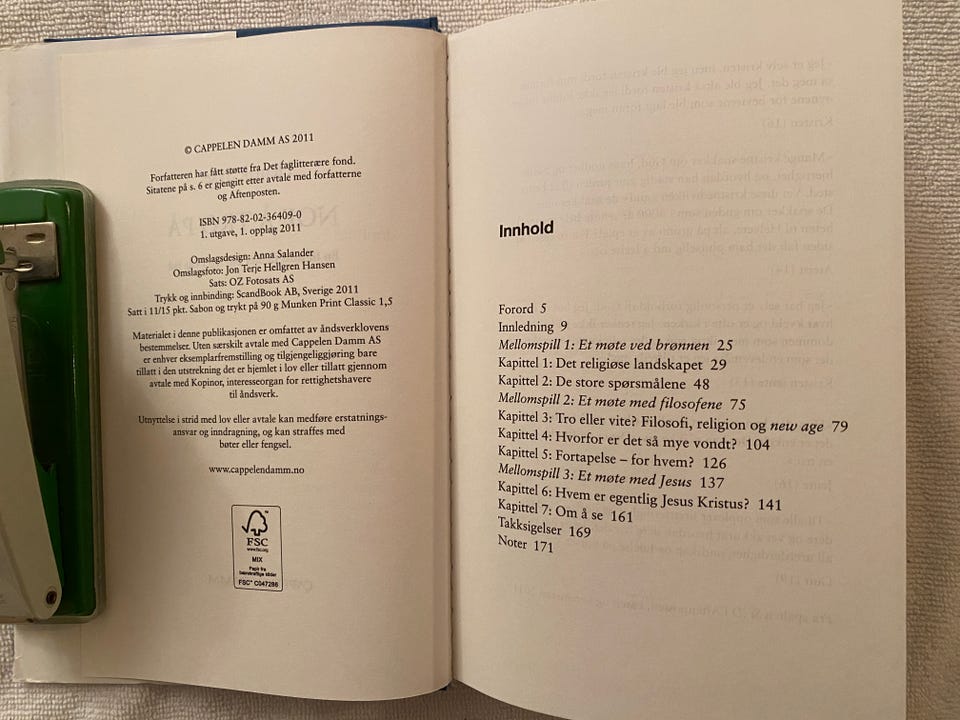 © CAPPELEN DAMM AS 2011
Forfatteren har fått støtte fra Det faglitterære fond.
Sitatene på s. 6 er gjengitt etter avtale med forfatterne
og Aftenposten.
ISBN 978-82-02-36409-0
1. utgave, 1. opplag 2011
Omslagsdesign: Anna Salander
Omslagsfoto: Jon Terje Hellgren Hansen
Sats: OZ Fotosats AS
Trykk og innbinding: ScandBook AB, Sverige 2011
Satt i 11/15 pkt. Sabon og trykt på 90 g Munken Print Classic 1,5
Materialet i denne publikasjonen er omfattet av åndsverklovens
bestemmelser. Uten særskilt avtale med Cappelen Damm AS
er enhver eksemplarfremstilling og tilgjengeliggjøring bare
tillatt i den utstrekning det er hjemlet i lov eller tillatt gjennom
avtale med Kopinor, interesseorgan for rettighetshavere
til åndsverk.
Utnyttelse i strid med lov eller avtale kan medføre erstatnings-
ansvar og inndragning, og kan straffes med
bøter eller fengsel.
www.cappelendamm.no
FSC
www.fsc.org
MIX
Papir fra
bærekraftige kilder
FSC® C047286
Innhold
Forord 5
Innledning 9
Mellomspill 1: Et møte ved brønnen 25
Kapittel 1: Det religiøse landskapet 29
Kapittel 2: De store spørsmålene 48
Mellomspill 2: Et møte med filosofene 75
Kapittel 3: Tro eller vite? Filosofi, religion og new age 79
Kapittel 4: Hvorfor er det så mye vondt? 104
Kapittel 5: Fortapelse – for hvem? 126
Mellomspill 3: Et møte med Jesus 137
Kapittel 6: Hvem er egentlig Jesus Kristus? 141
Kapittel 7: Om å se 161
Takksigelser 169
Noter 171